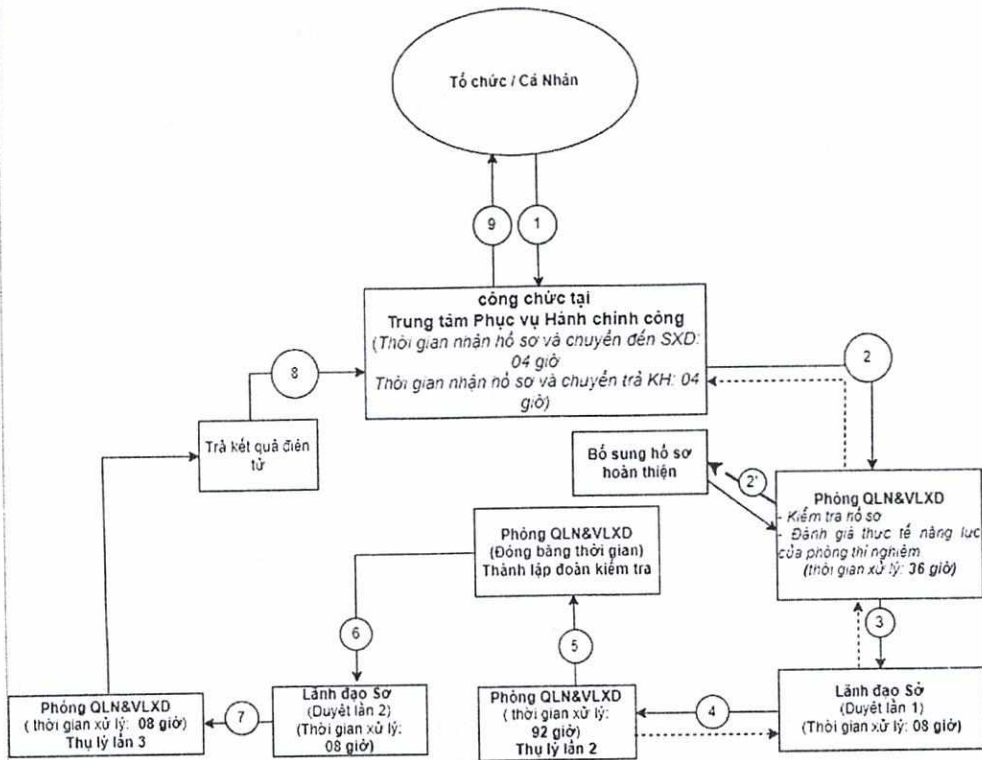 Tổ chức / Cá Nhân
9
1
công chức tại
Trung tâm Phục vụ Hành chính công
(Thời gian nhận hồ sơ và chuyển đến SXD:
04 giờ
Thời gian nhận hồ sơ và chuyển trả KH: 04
giờ)
8
2
Trả kết quả điện
tử
Bổ sung hồ sơ
hoàn thiện
2'
Phòng QLN&VLXD
- Kiểm tra hồ sơ
- Đánh giá thực tế năng lực
của phòng thí nghiệm
(thời gian xử lý: 36 giờ)
Phòng QLN&VLXD
(Đóng băng thời gian)
Thành lập đoàn kiểm tra
6
5
3
Phòng QLN&VLXD
( thời gian xử lý: 08 giờ)
Thụ lý lần 3
7
Lãnh đạo Sở
(Duyệt lần 2)
(Thời gian xử lý:
08 giờ)
Phòng QLN&VLXD
( thời gian xử lý:
92 giờ)
Thụ lý lần 2
4
Lãnh đạo Sở
(Duyệt lần 1)
(Thời gian xử lý: 08 giờ)